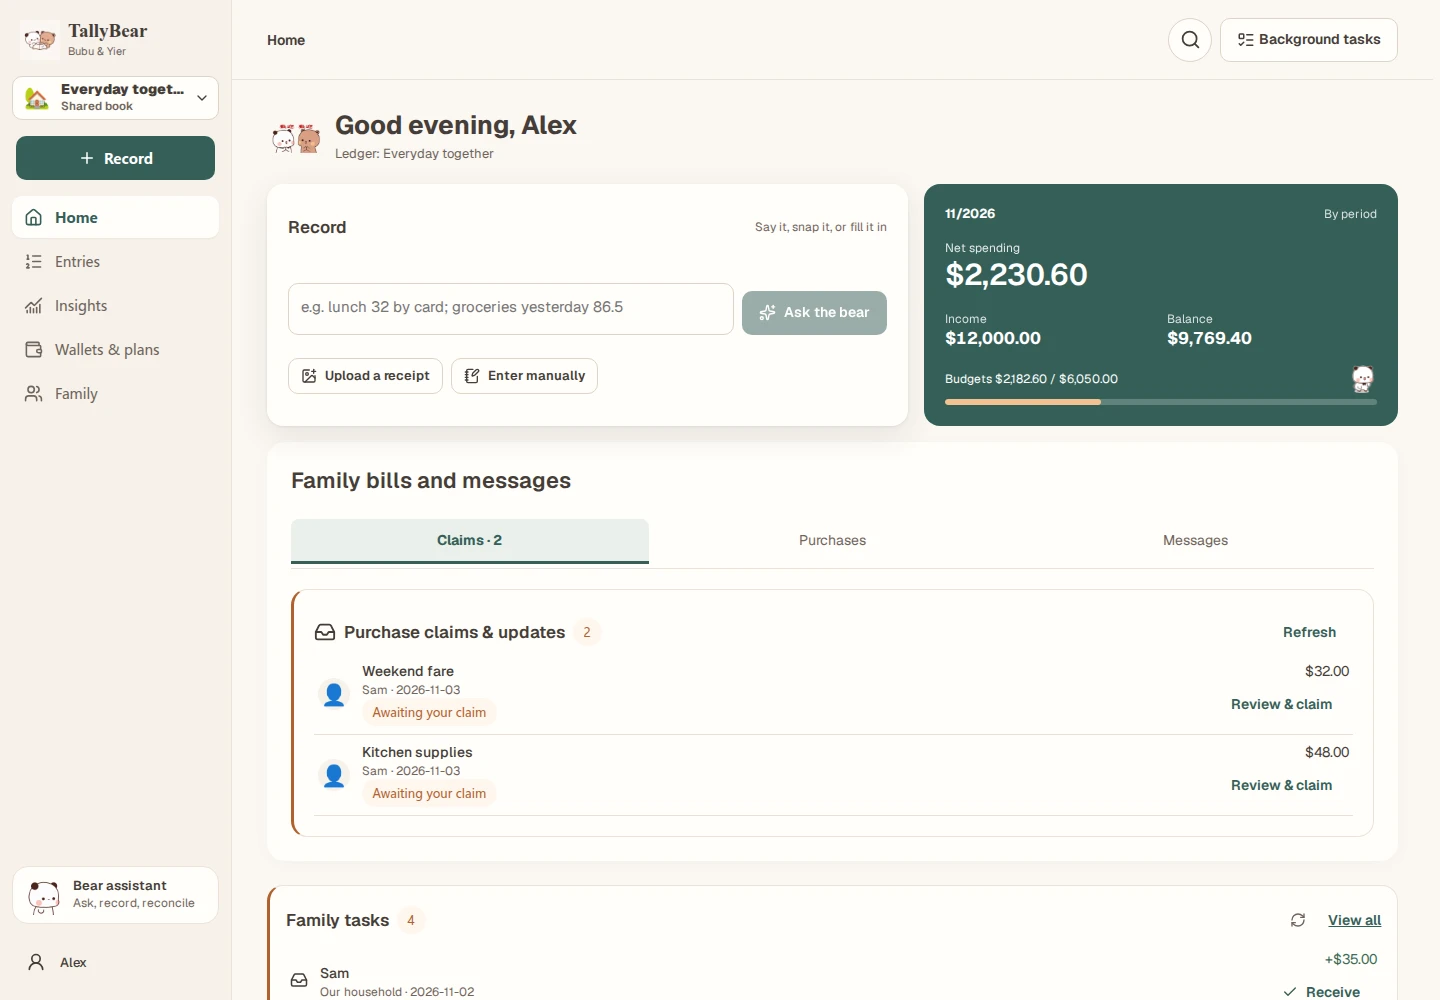 TallyBear
Bubu & Yier
Everyday toget...
Shared book
Record
Home
Entries
Insights
Wallets & plans
Family
Bear assistant
Ask, record, reconcile
Alex
Home
Background tasks
Good evening, Alex
Ledger: Everyday together
Record
Say it, snap it, or fill it in
e.g. lunch 32 by card; groceries yesterday 86.5
Ask the bear
Upload a receipt
Enter manually
11/2026
By period
Net spending
$2,230.60
Income
Balance
$12,000.00
$9,769.40
Budgets $2,182.60 / $6,050.00
Family bills and messages
Claims · 2
Purchases
Messages
Purchase claims & updates 2
Refresh
Weekend fare
$32.00
Sam · 2026-11-03
Awaiting your claim
Review & claim
Kitchen supplies
$48.00
Sam · 2026-11-03
Awaiting your claim
Review & claim
Family tasks 4
View all
Sam
+$35.00
Our household · 2026-11-02
Receive